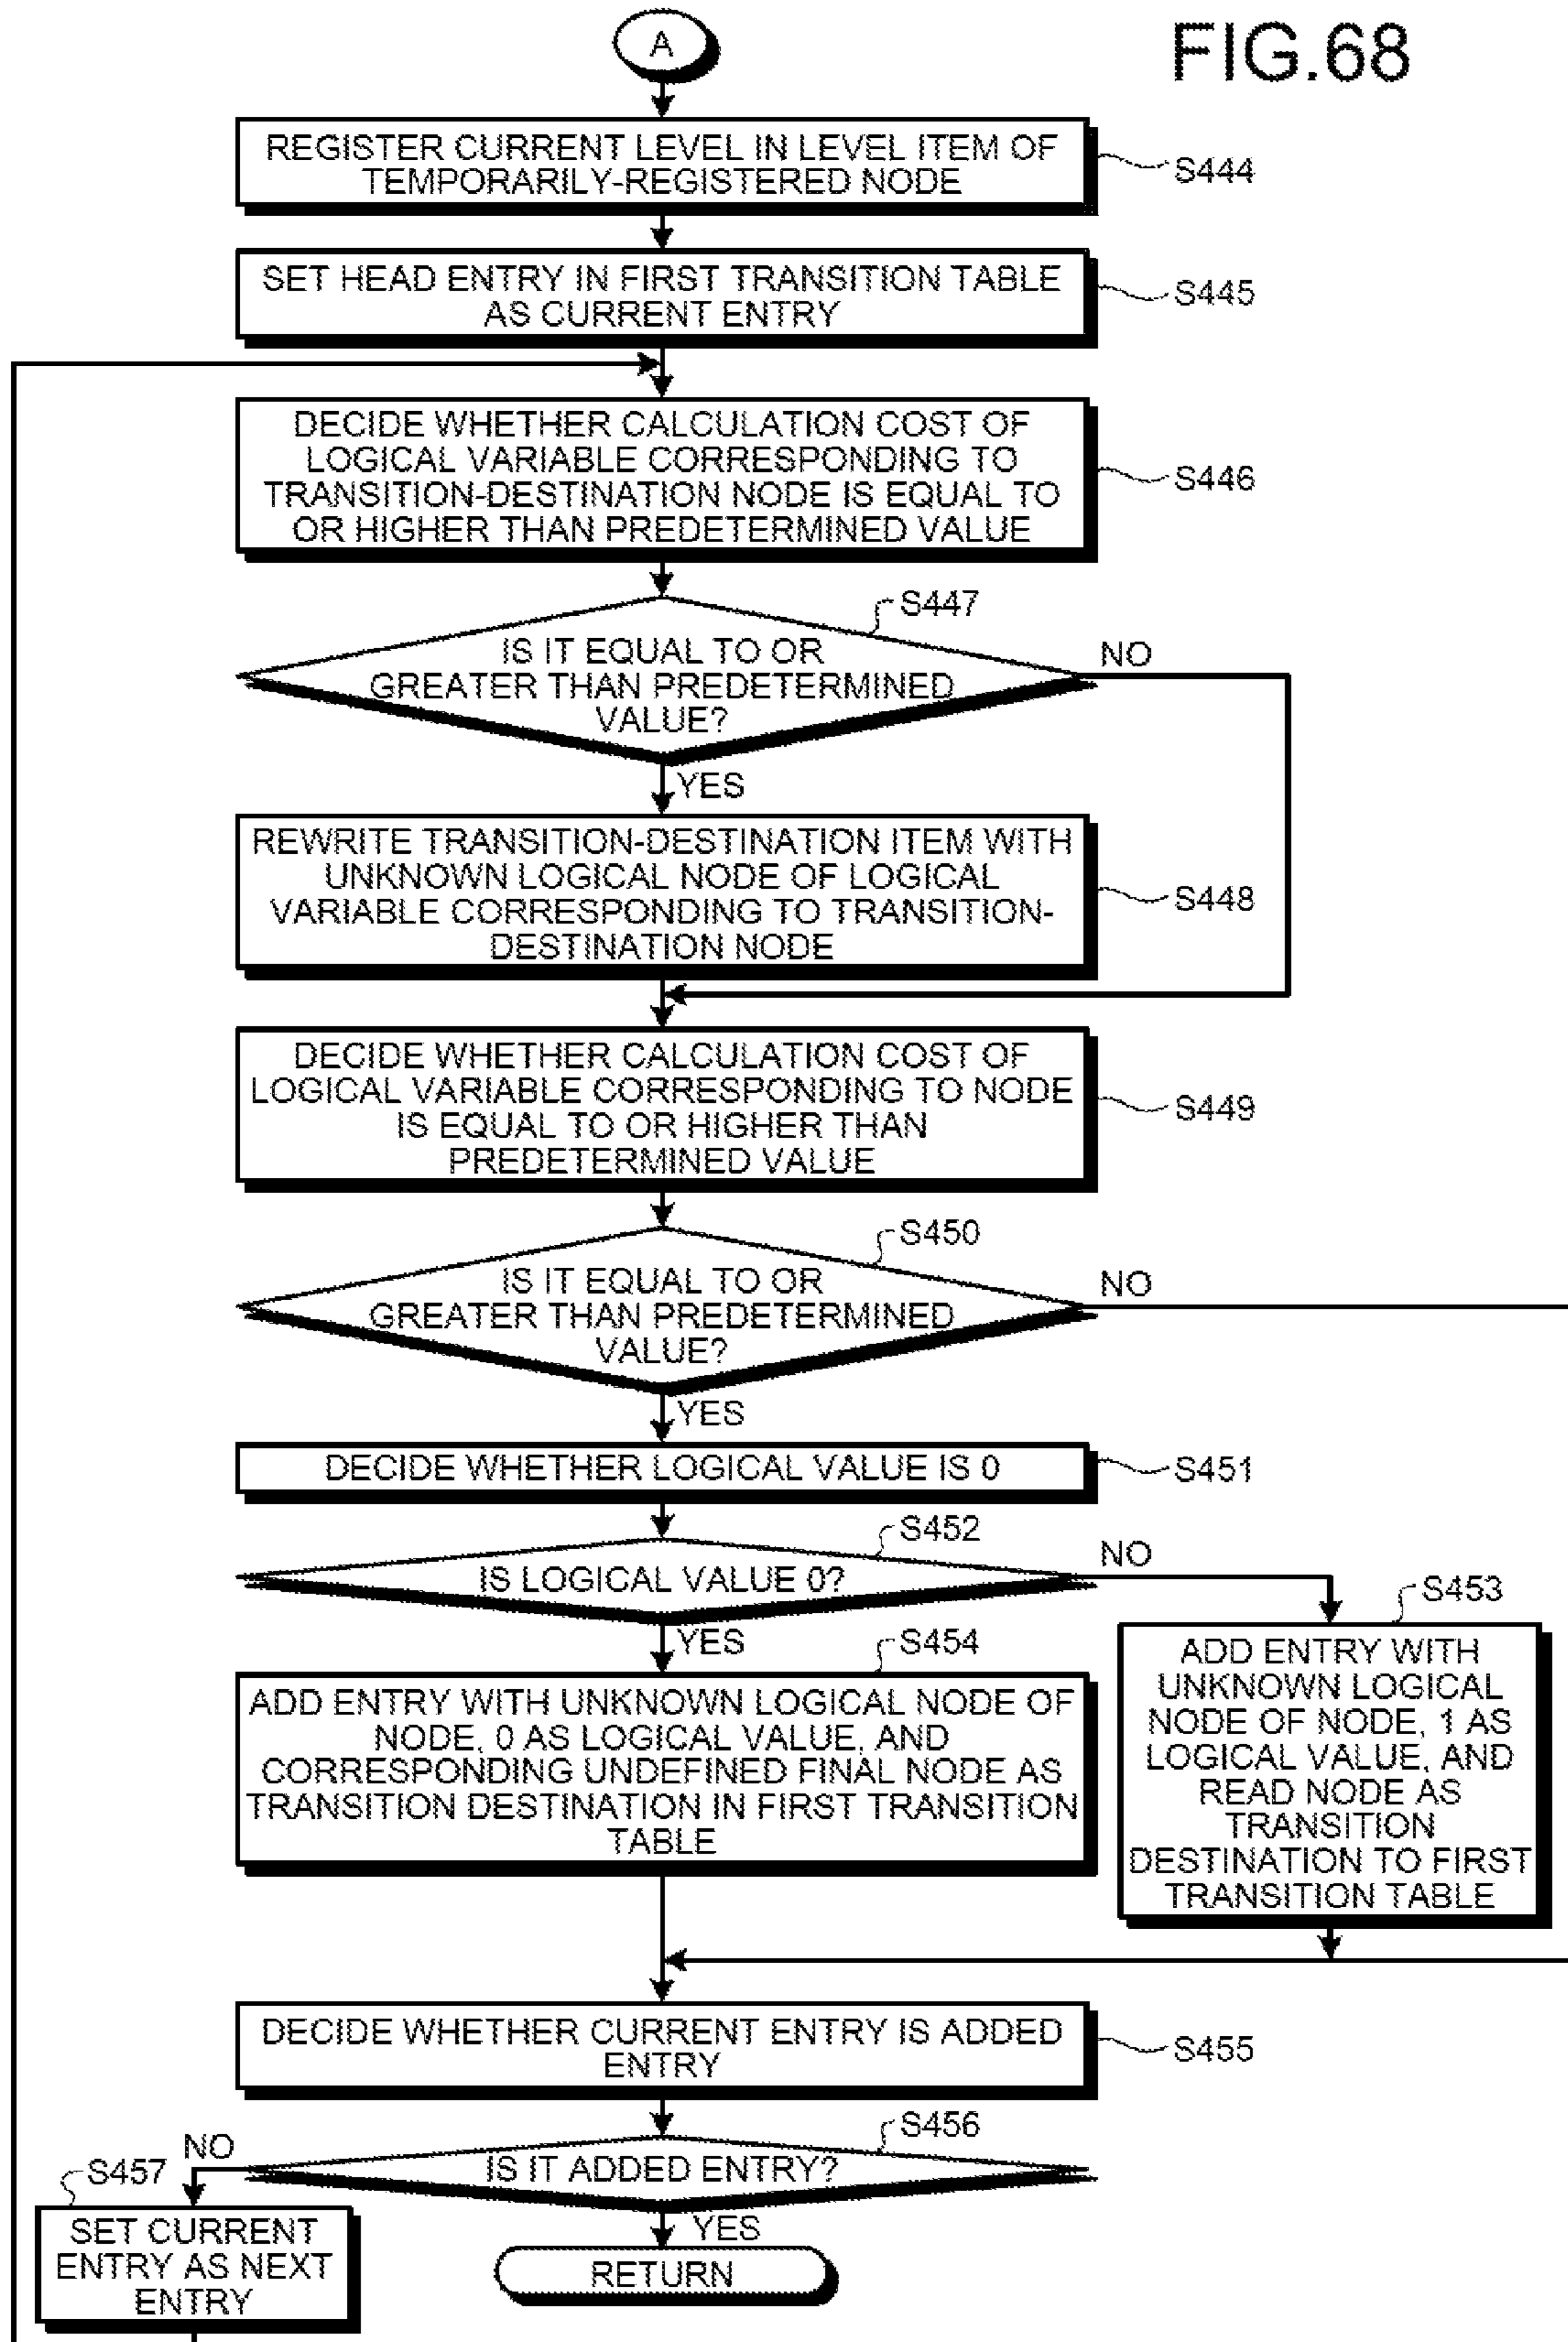 FIG.68
A
REGISTER CURRENT LEVEL IN LEVEL ITEM OF
TEMPORARILY-REGISTERED NODE
S444
SET HEAD ENTRY IN FIRST TRANSITION TABLE
AS CURRENT ENTRY
S445
DECIDE WHETHER CALCULATION COST OF
LOGICAL VARIABLE CORRESPONDING TO
TRANSITION-DESTINATION NODE IS EQUAL TO
OR HIGHER THAN PREDETERMINED VALUE
S446
S447
IS IT EQUAL TO OR
GREATER THAN PREDETERMINED
VALUE?
NO
YES
REWRITE TRANSITION-DESTINATION ITEM WITH
UNKNOWN LOGICAL NODE OF LOGICAL
VARIABLE CORRESPONDING TO TRANSITION-
DESTINATION NODE
S448
DECIDE WHETHER CALCULATION COST OF
LOGICAL VARIABLE CORRESPONDING TO NODE
IS EQUAL TO OR HIGHER THAN
PREDETERMINED VALUE
S449
S450
IS IT EQUAL TO OR
GREATER THAN PREDETERMINED
VALUE?
NO
YES
DECIDE WHETHER LOGICAL VALUE IS 0
S451
S452
IS LOGICAL VALUE 0?
NO
YES
S453
ADD ENTRY WITH
UNKNOWN LOGICAL
NODE OF NODE, 1 AS
LOGICAL VALUE, AND
READ NODE AS
TRANSITION
DESTINATION TO FIRST
TRANSITION TABLE
S454
ADD ENTRY WITH UNKNOWN LOGICAL NODE OF
NODE, 0 AS LOGICAL VALUE, AND
CORRESPONDING UNDEFINED FINAL NODE AS
TRANSITION DESTINATION IN FIRST TRANSITION
TABLE
DECIDE WHETHER CURRENT ENTRY IS ADDED
ENTRY
S455
S456
IS IT ADDED ENTRY?
NO
YES
S457
SET CURRENT
ENTRY AS NEXT
ENTRY
RETURN